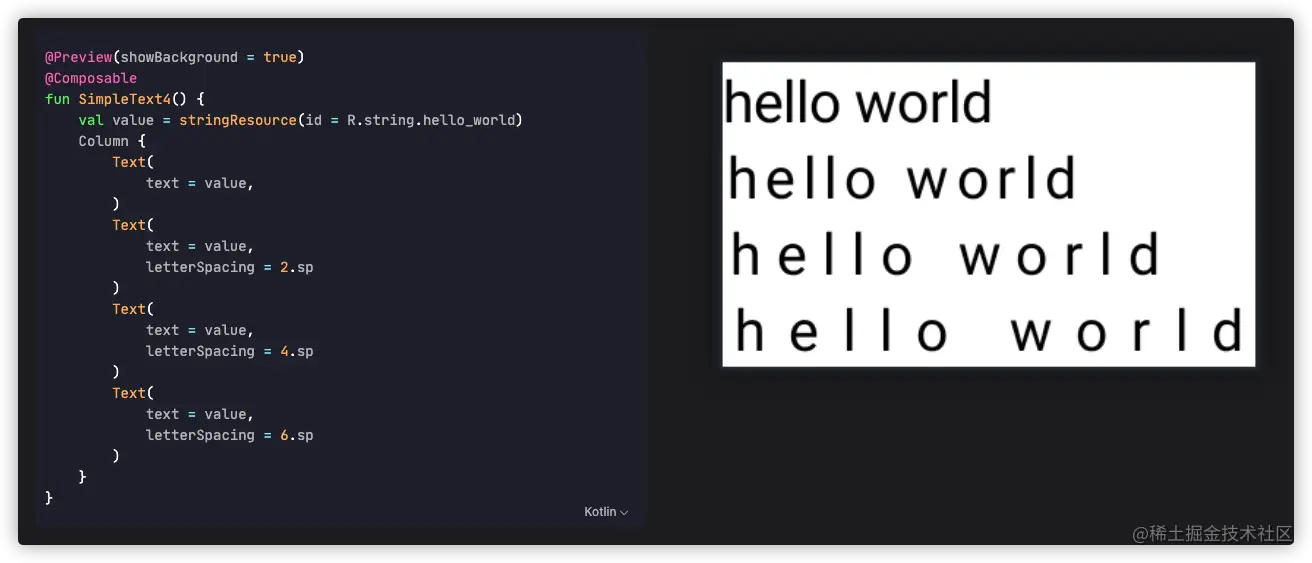 @Preview(showBackground = true)
@Composable
fun SimpleText4() {
    val value = stringResource(id = R.string.hello_world)
    Column {
        Text(
            text = value,
        )
        Text(
            text = value,
            letterSpacing = 2.sp
        )
        Text(
            text = value,
            letterSpacing = 4.sp
        )
        Text(
            text = value,
            letterSpacing = 6.sp
        )
    }
}
Kotlin
hello world
hello world
hello world
hello world
@稀土掘金技术社区